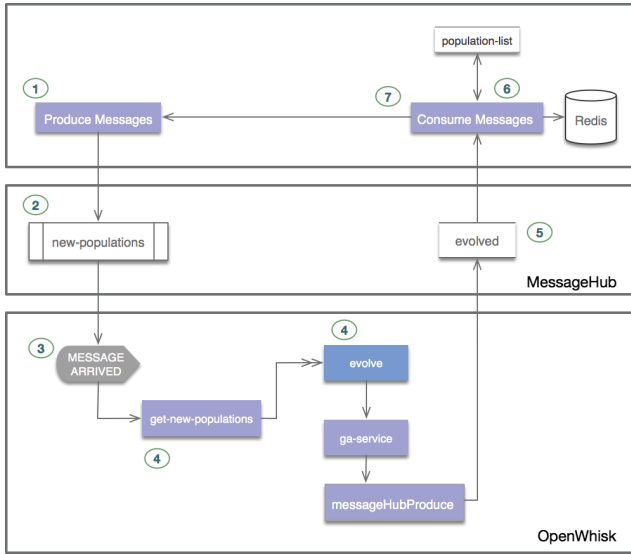 population-list
1
7
6
Produce Messages
Consume Messages
Redis
2
new-populations
evolved
5
MessageHub
3
MESSAGE
ARRIVED
4
evolve
get-new-populations
4
ga-service
messageHubProduce
OpenWhisk